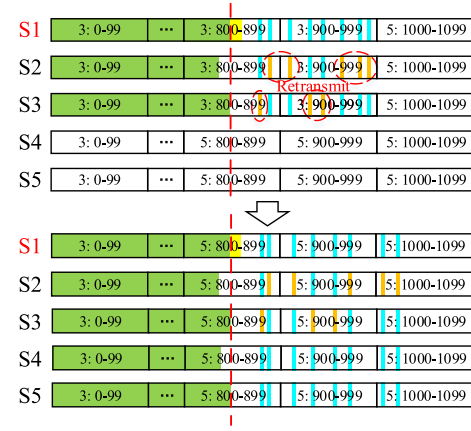 S1 3: 0-99 ... 3: 800-899 3: 900-999 5: 1000-1099
S2 3: 0-99 ... 3: 800-899 3: 900-999 5: 1000-1099
Retransmit
S3 3: 0-99 ... 3: 800-899 3: 900-999 5: 1000-1099
S4 3: 0-99 ... 5: 800-899 5: 900-999 5: 1000-1099
S5 3: 0-99 ... 5: 800-899 5: 900-999 5: 1000-1099
S1 3: 0-99 ... 5: 800-899 5: 900-999 5: 1000-1099
S2 3: 0-99 ... 5: 800-899 5: 900-999 5: 1000-1099
S3 3: 0-99 ... 5: 800-899 5: 900-999 5: 1000-1099
S4 3: 0-99 ... 5: 800-899 5: 900-999 5: 1000-1099
S5 3: 0-99 ... 5: 800-899 5: 900-999 5: 1000-1099